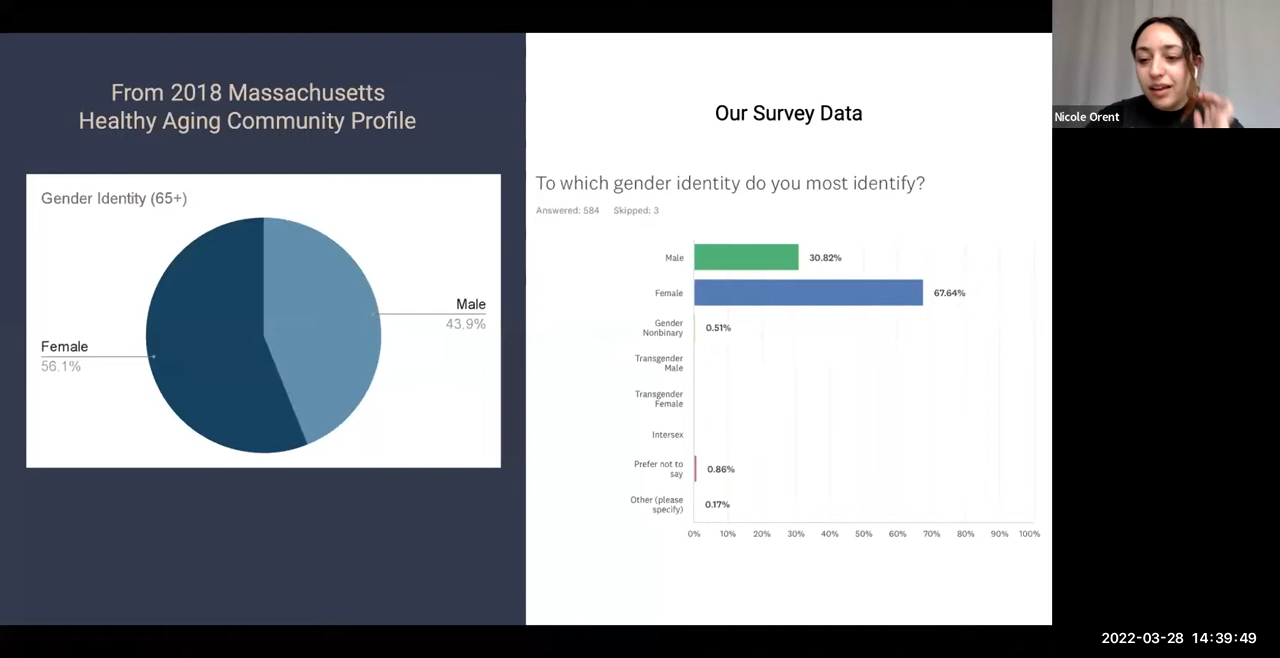 From 2018 Massachusetts
Healthy Aging Community Profile
Gender Identity (65+)
Male
43.9%
Female
56.1%
Our Survey Data
To which gender identity do you most identify?
Answered: 584 Skipped: 3
Male 30.82%
Female 67.64%
Gender
Nonbinary 0.51%
Transgender
Male
Transgender
Female
Intersex
Prefer not to
say 0.86%
Other (please
specify) 0.17%
0% 10% 20% 30% 40% 50% 60% 70% 80% 90% 100%
Nicole Orent
2022-03-28 14:39:49